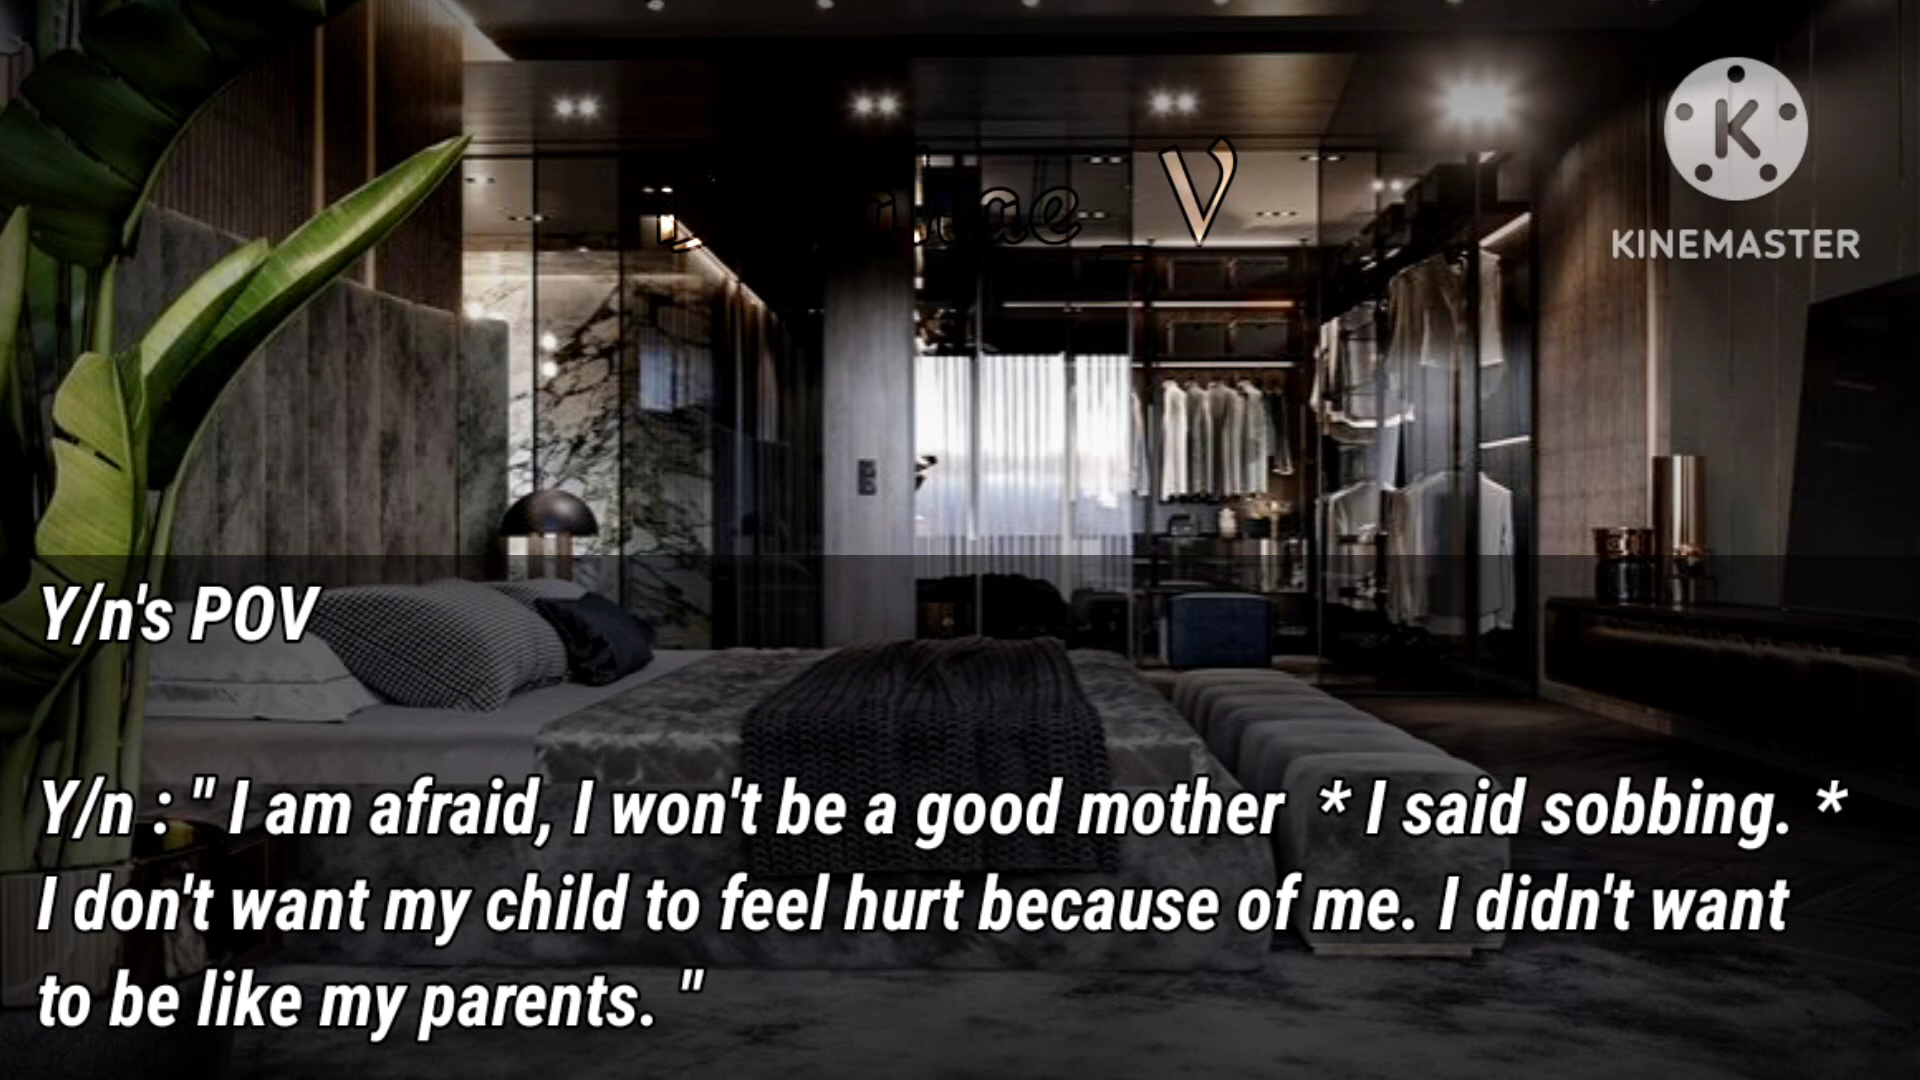 K
KINEMASTER
V
Y/n's POV
Y/n : " I am afraid, I won't be a good mother * I said sobbing. *
I don't want my child to feel hurt because of me. I didn't want
to be like my parents. "